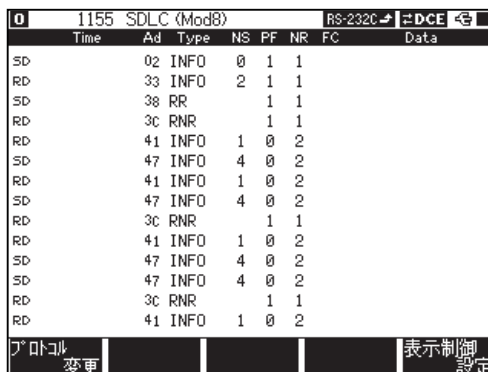 0 1155 SDLC (Mod8) RS-232C DCE
Time Ad Type NS PF NR FC Data
SD 02 INFO 0 1 1
RD 33 INFO 2 1 1
SD 38 RR 1 1
RD 3C RNR 1 1
RD 41 INFO 1 0 2
SD 47 INFO 4 0 2
RD 41 INFO 1 0 2
SD 47 INFO 4 0 2
RD 3C RNR 1 1
RD 41 INFO 1 0 2
SD 47 INFO 4 0 2
SD 47 INFO 4 0 2
RD 3C RNR 1 1
RD 41 INFO 1 0 2
プロトコル 表示制御
変更 設定